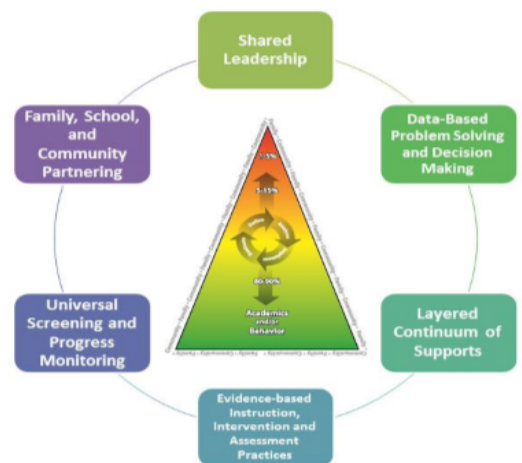 Shared
Leadership
Data-Based
Problem Solving
and Decision
Making
Layered
Continuum of
Supports
Evidence-based
Instruction,
Intervention and
Assessment
Practices
Universal
Screening and
Progress
Monitoring
Family, School,
and
Community
Partnering
1-5%
5-15%
80-90%
Academics
and/or
Behavior